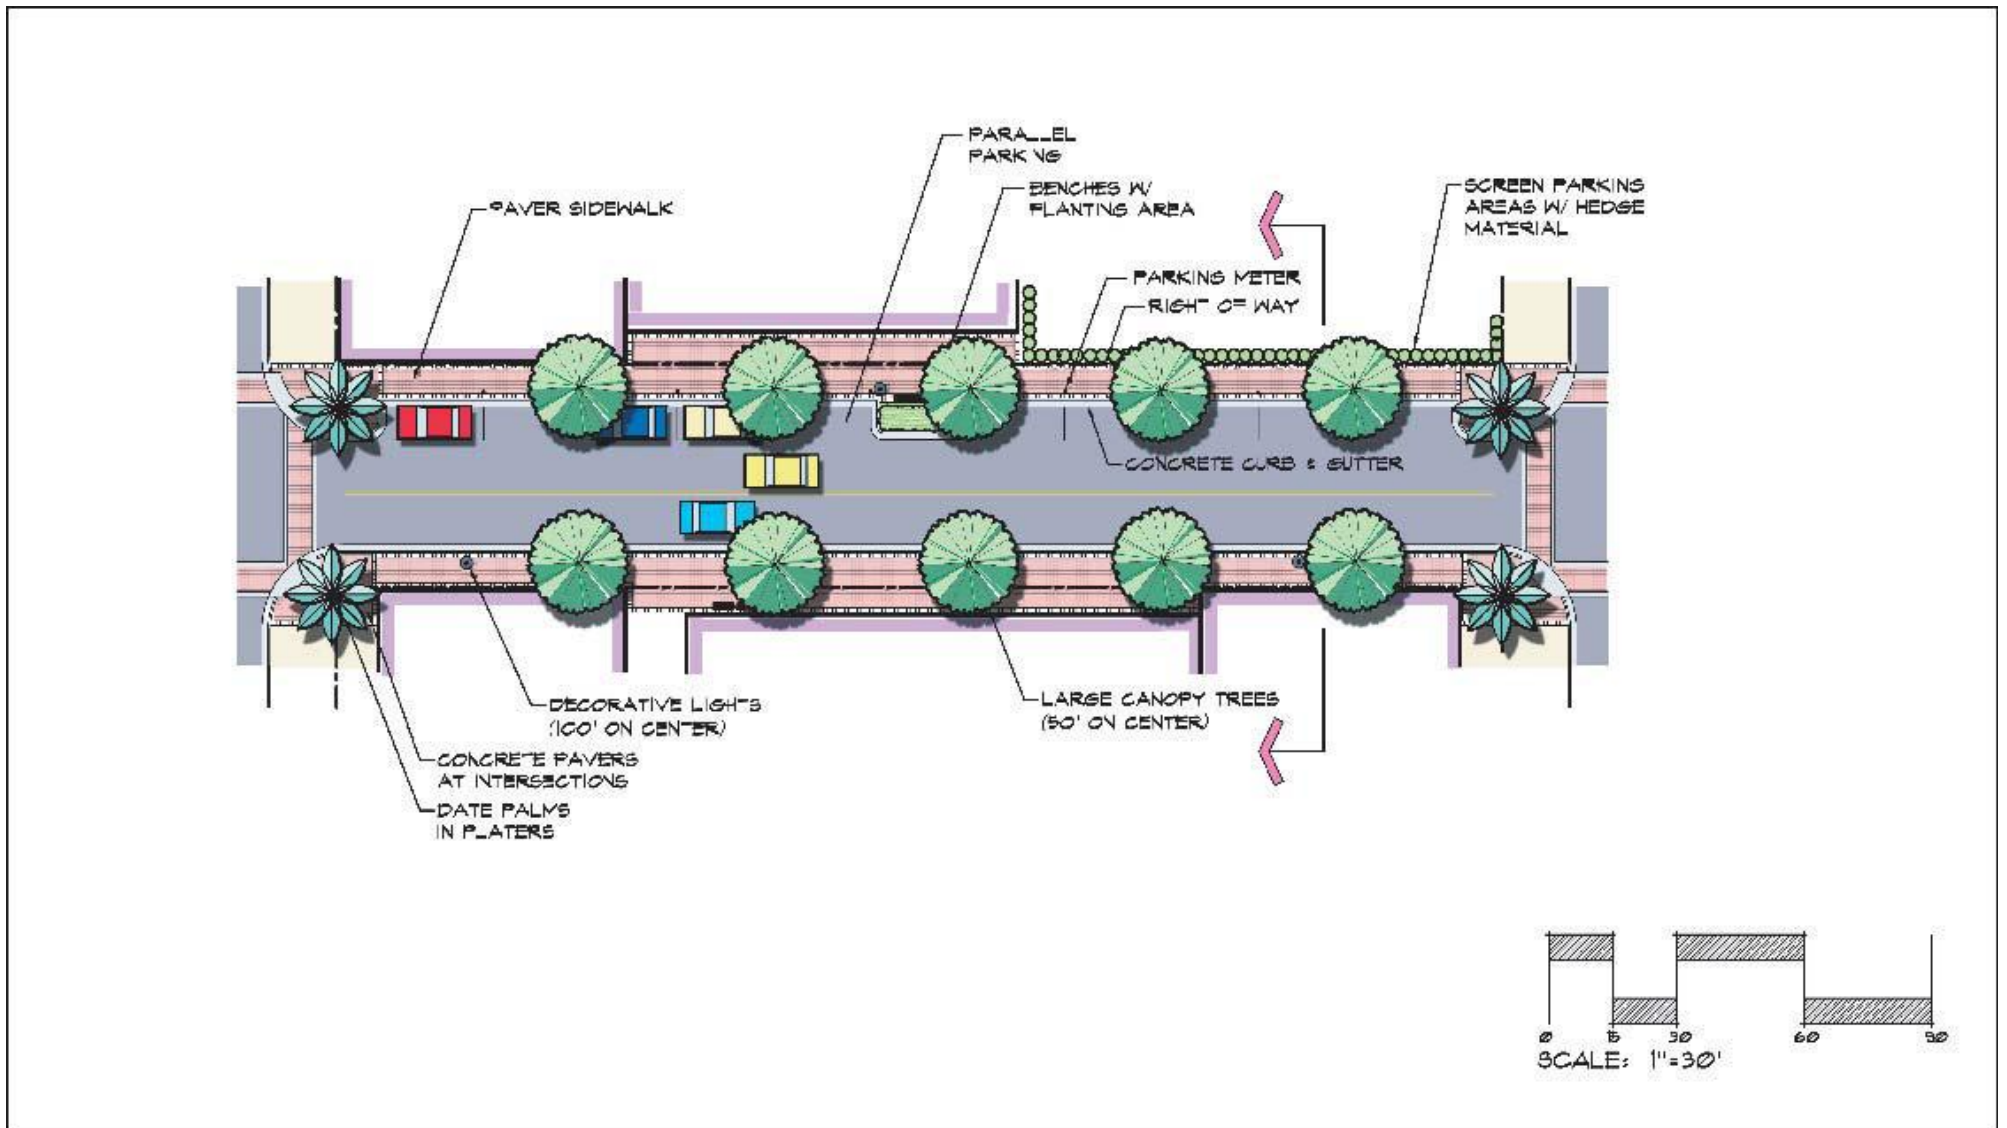 PARALLEL
PARKING
BENCHES W/
PLANTING AREA
SCREEN PARKING
AREAS W/ HEDGE
MATERIAL
PAVER SIDEWALK
PARKING METER
RIGHT OF WAY
CONCRETE CURB & GUTTER
DECORATIVE LIGHTS
(100' ON CENTER)
LARGE CANOPY TREES
(50' ON CENTER)
CONCRETE PAVERS
AT INTERSECTIONS
DATE PALMS
IN PLATERS
0 15 30 60 90
SCALE: 1"=30'